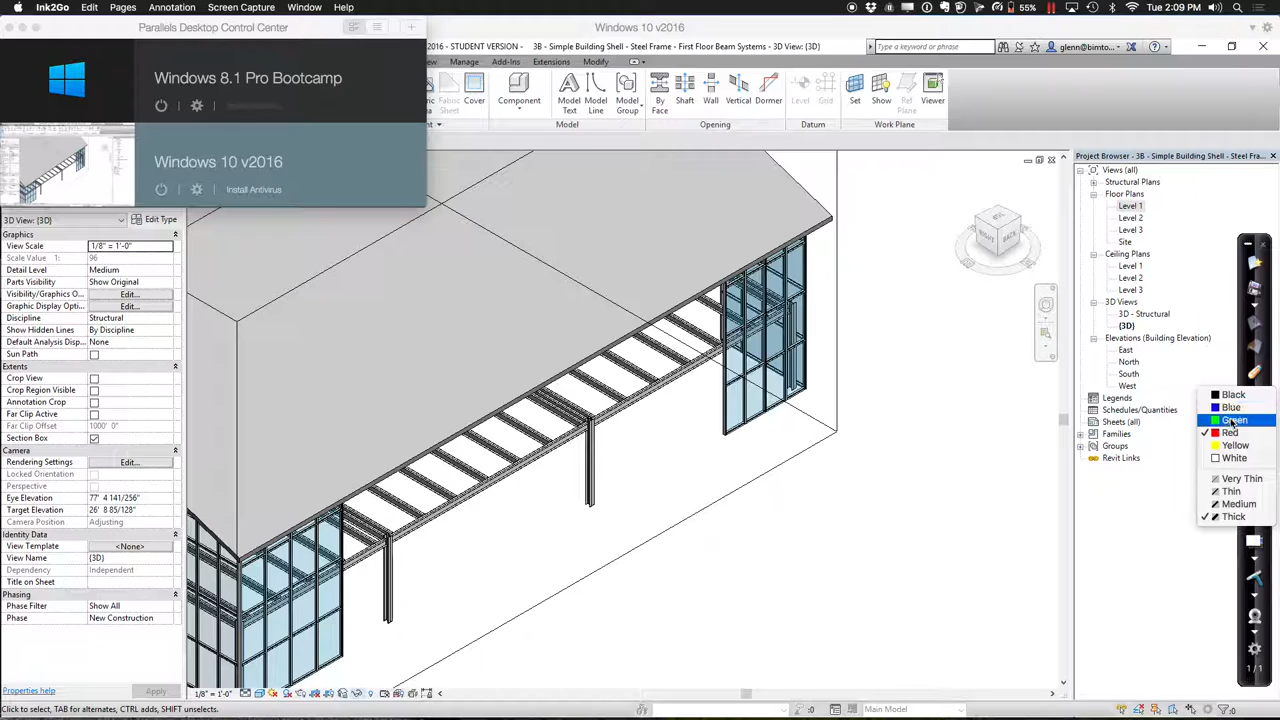 Ink2Go Edit Pages Annotation Screen Capture Window Help
55% Tue 2:09 PM
Parallels Desktop Control Center
Windows 10 v2016
Windows 8.1 Pro Bootcamp
Windows 10 v2016
Install Antivirus
2016 - STUDENT VERSION - 3B - Simple Building Shell - Steel Frame - First Floor Beam Systems - 3D View: {3D}
Type a keyword or phrase
glenn@bimto...
Manage Add-Ins Extensions Modify
Fabric Sheet
Cover
Component
Model Text
Model Line
Model Group
By Face
Shaft
Wall
Vertical
Dormer
Level
Grid
Set
Show
Ref Plane
Viewer
Model
Opening
Datum
Work Plane
3D View: {3D} Edit Type
Graphics
View Scale 1/8" = 1'-0"
Scale Value 1: 96
Detail Level Medium
Parts Visibility Show Original
Visibility/Graphics O... Edit...
Graphic Display Opti... Edit...
Discipline Structural
Show Hidden Lines By Discipline
Default Analysis Disp... None
Sun Path
Extents
Crop View
Crop Region Visible
Annotation Crop
Far Clip Active
Far Clip Offset 1000' 0"
Section Box
Camera
Rendering Settings Edit...
Locked Orientation
Perspective
Eye Elevation 77' 4 141/256"
Target Elevation 26' 8 85/128"
Camera Position Adjusting
Identity Data
View Template <None>
View Name {3D}
Dependency Independent
Title on Sheet
Phasing
Phase Filter Show All
Phase New Construction
Properties help Apply
Project Browser - 3B - Simple Building Shell - Steel Fra...
Views (all)
Structural Plans
Floor Plans
Level 1
Level 2
Level 3
Site
Ceiling Plans
Level 1
Level 2
Level 3
3D Views
3D - Structural
{3D}
Elevations (Building Elevation)
East
North
South
West
Legends
Schedules/Quantities
Sheets (all)
Families
Groups
Revit Links
Black
Blue
Green
Red
Yellow
White
Very Thin
Thin
Medium
Thick
1 / 1
1/8" = 1'-0"
Click to select, TAB for alternates, CTRL adds, SHIFT unselects.
:0
Main Model
:0